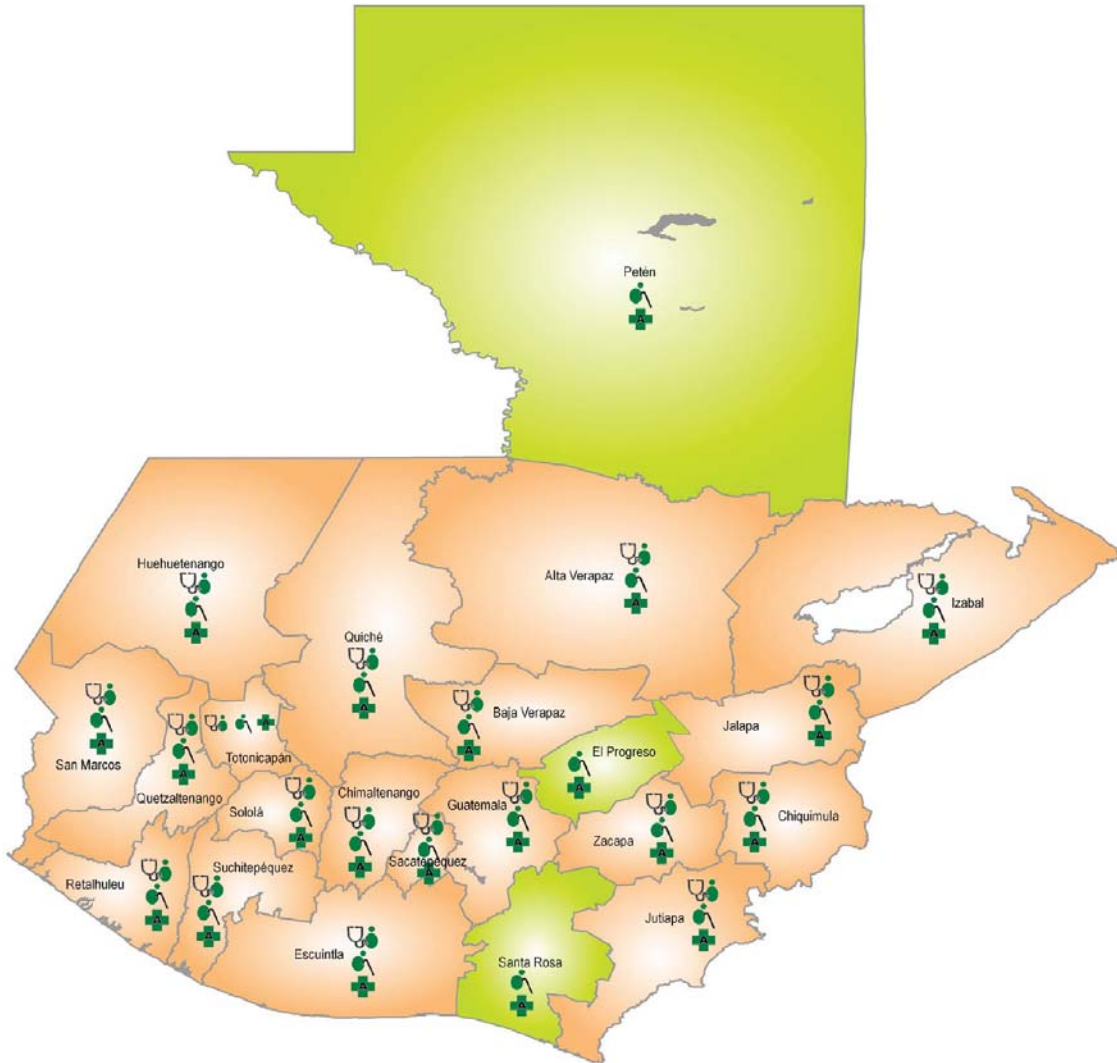 Petén
A
Huehuetenango
A
Alta Verapaz
A
Izabal
A
Quiché
A
San Marcos
A
Totonicapán
A
Quetzaltenango
A
Baja Verapaz
A
Jalapa
A
El Progreso
A
Sololá
A
Chimaltenango
A
Guatemala
A
Zacapa
A
Chiquimula
A
Sacatepéquez
A
Retalhuleu
A
Suchitepéquez
A
Jutiapa
A
Escuintla
A
Santa Rosa
A